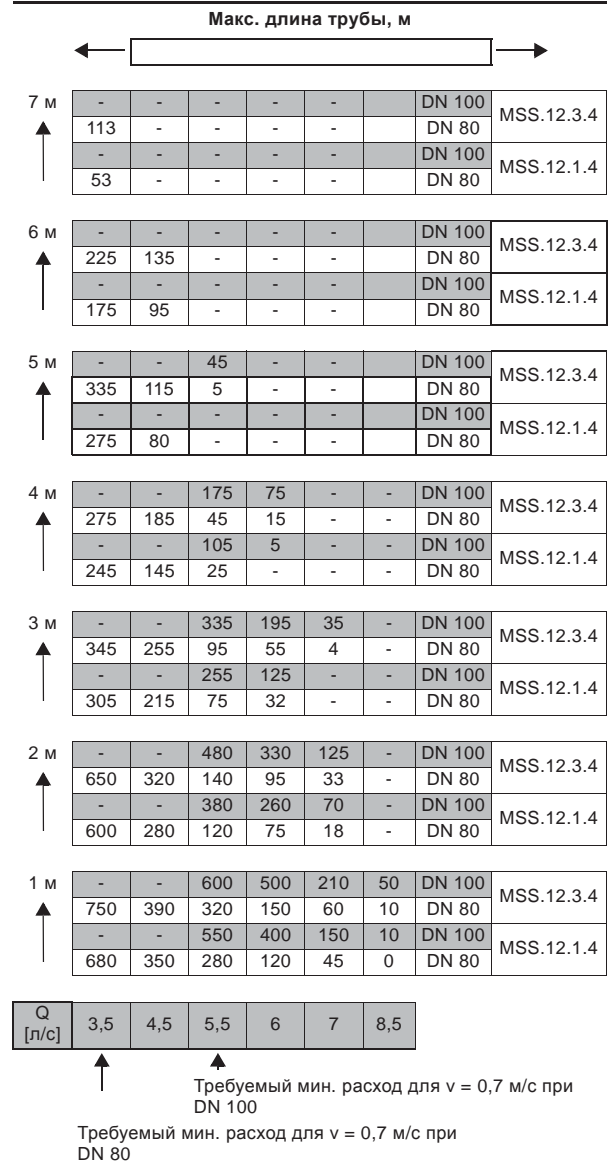 Макс. длина трубы, м
7 м - - - - - DN 100 MSS.12.3.4
113 - - - - DN 80
- - - - - DN 100 MSS.12.1.4
53 - - - - DN 80
6 м - - - - - DN 100 MSS.12.3.4
225 135 - - - DN 80
- - - - - DN 100 MSS.12.1.4
175 95 - - - DN 80
5 м - - 45 - - DN 100 MSS.12.3.4
335 115 5 - - DN 80
- - - - - DN 100 MSS.12.1.4
275 80 - - - DN 80
4 м - - 175 75 - - DN 100 MSS.12.3.4
275 185 45 15 - - DN 80
- - 105 5 - - DN 100 MSS.12.1.4
245 145 25 - - - DN 80
3 м - - 335 195 35 - DN 100 MSS.12.3.4
345 255 95 55 4 - DN 80
- - 255 125 - - DN 100 MSS.12.1.4
305 215 75 32 - - DN 80
2 м - - 480 330 125 - DN 100 MSS.12.3.4
650 320 140 95 33 - DN 80
- - 380 260 70 - DN 100 MSS.12.1.4
600 280 120 75 18 - DN 80
1 м - - 600 500 210 50 DN 100 MSS.12.3.4
750 390 320 150 60 10 DN 80
- - 550 400 150 10 DN 100 MSS.12.1.4
680 350 280 120 45 0 DN 80
Q [л/с] 3,5 4,5 5,5 6 7 8,5
Требуемый мин. расход для v = 0,7 м/с при
DN 100
Требуемый мин. расход для v = 0,7 м/с при
DN 80